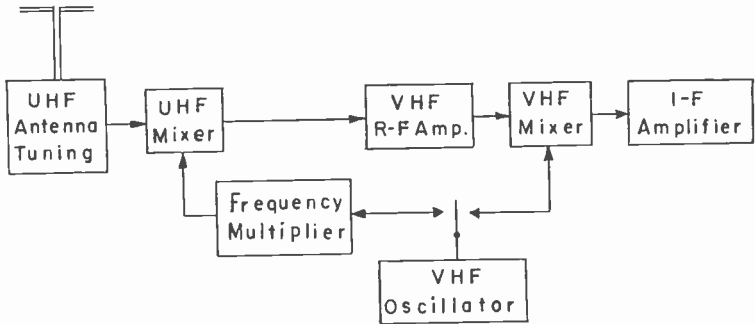 UHF
Antenna
Tuning
UHF
Mixer
VHF
R-F Amp.
VHF
Mixer
I-F
Amplifier
Frequency
Multiplier
VHF
Oscillator